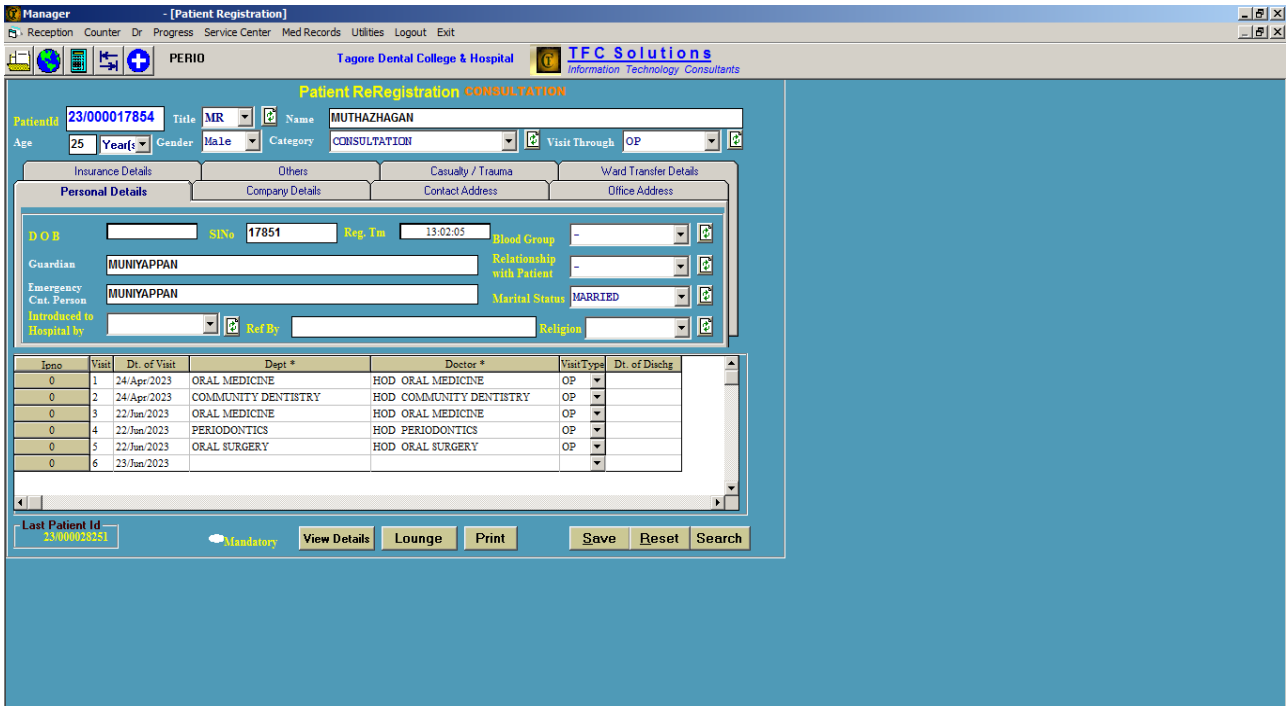 Manager - [Patient Registration]
Reception Counter Dr Progress Service Center Med Records Utilities Logout Exit
PERIO Tagore Dental College & Hospital TFC Solutions
Information Technology Consultants
Patient ReRegistration CONSULTATION
PatientId 23/000017854 Title MR Name MUTHAZHAGAN
Age 25 Year(s Gender Male Category CONSULTATION Visit Through OP
Insurance Details Others Casualty / Trauma Ward Transfer Details
Personal Details Company Details Contact Address Office Address
D O B SlNo 17851 Reg. Tm 13:02:05 Blood Group -
Guardian MUNIYAPPAN Relationship with Patient -
Emergency Cnt. Person MUNIYAPPAN Marital Status MARRIED
Introduced to Hospital by Ref By Religion
Ipno Visit Dt. of Visit Dept * Doctor * VisitType Dt. of Dischg
0 1 24/Apr/2023 ORAL MEDICINE HOD ORAL MEDICINE OP
0 2 24/Apr/2023 COMMUNITY DENTISTRY HOD COMMUNITY DENTISTRY OP
0 3 22/Jun/2023 ORAL MEDICINE HOD ORAL MEDICINE OP
0 4 22/Jun/2023 PERIODONTICS HOD PERIODONTICS OP
0 5 22/Jun/2023 ORAL SURGERY HOD ORAL SURGERY OP
0 6 23/Jun/2023
Last Patient Id
23/000028251 Mandatory View Details Lounge Print Save Reset Search